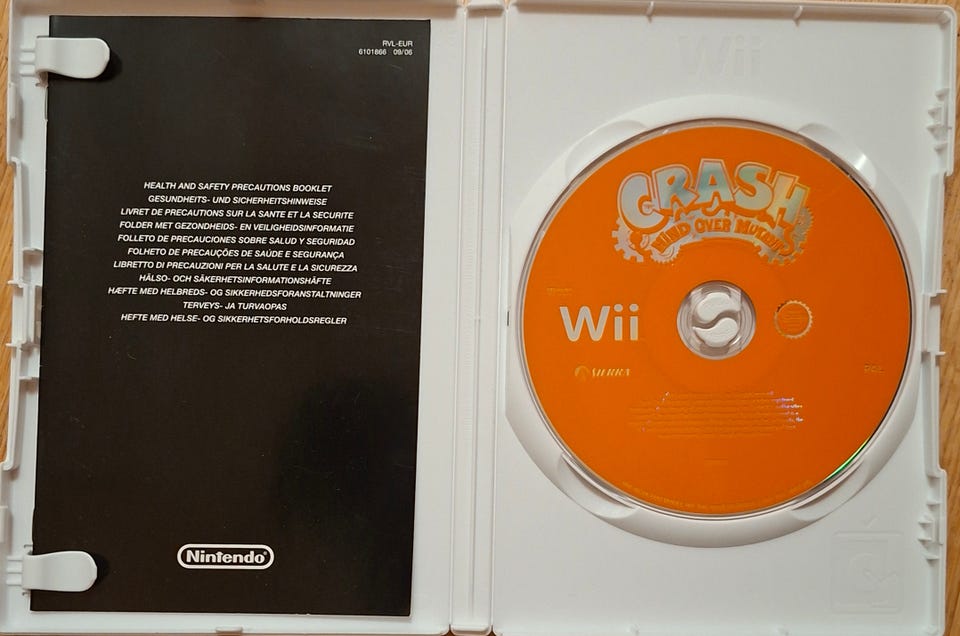 RVL-EUR
6101866 09/06
HEALTH AND SAFETY PRECAUTIONS BOOKLET
GESUNDHEITS- UND SICHERHEITSHINWEISE
LIVRET DE PRECAUTIONS SUR LA SANTE ET LA SECURITE
FOLDER MET GEZONDHEIDS- EN VEILIGHEIDSINFORMATIE
FOLLETO DE PRECAUCIONES SOBRE SALUD Y SEGURIDAD
FOLHETO DE PRECAUÇÕES DE SAÚDE E SEGURANÇA
LIBRETTO DI PRECAUZIONI PER LA SALUTE E LA SICUREZZA
HÄLSO- OCH SÄKERHETSINFORMATIONSHÄFTE
HÆFTE MED HELBREDS- OG SIKKERHEDSFORANSTALTNINGER
TERVEYS- JA TURVAOPAS
HEFTE MED HELSE- OG SIKKERHETSFORHOLDSREGLER
Nintendo
Wii
CRASH
MIND OVER MUTANT
Wii
SIERRA
PAL